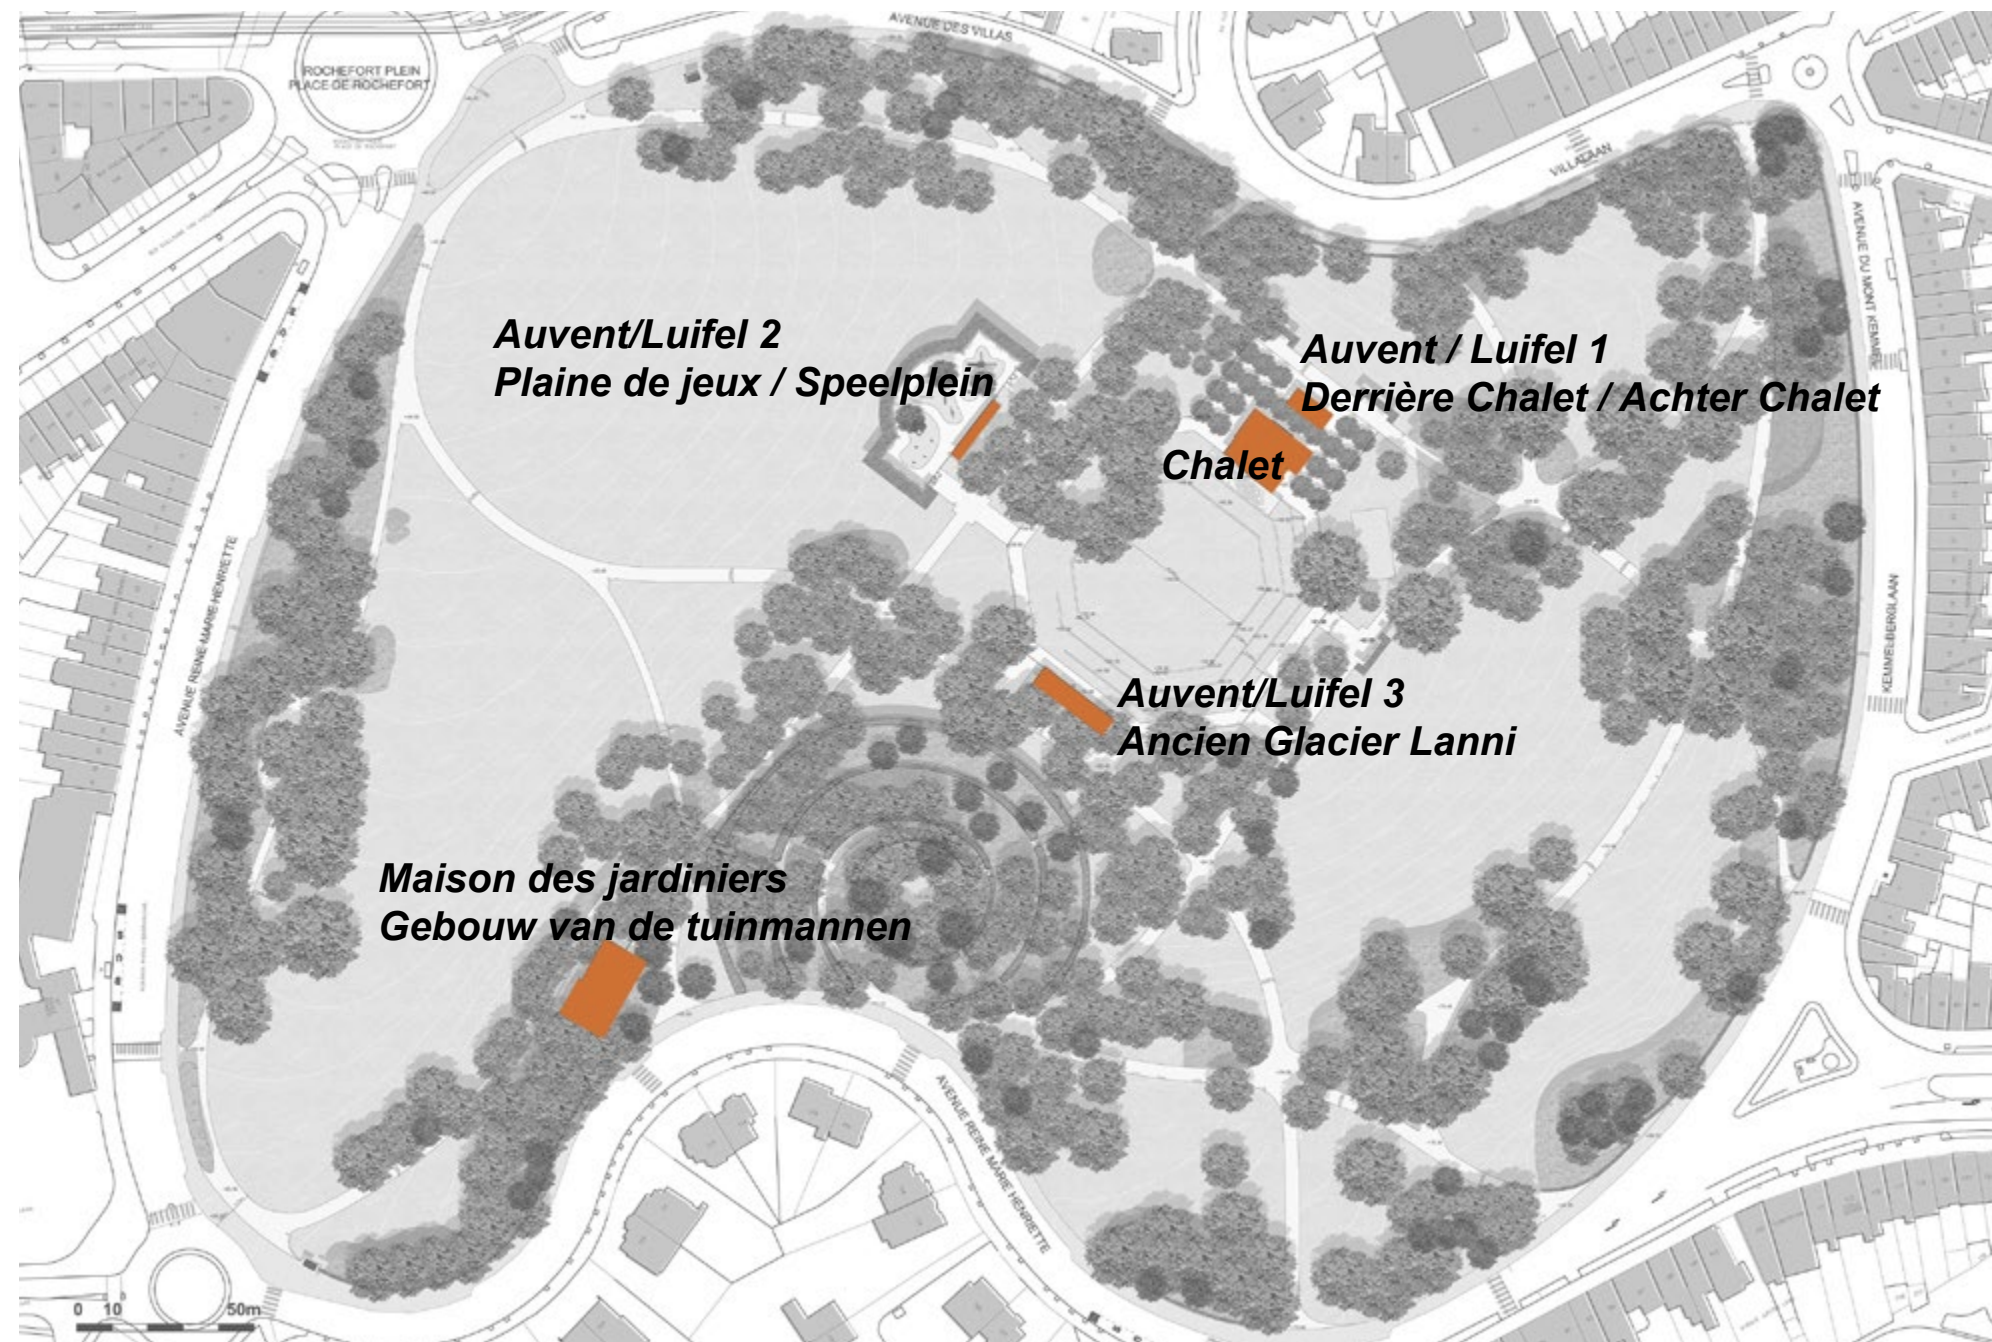 AVENUE DES VILLAS
ROCHEFORT PLEIN
PLACE DE ROCHEFORT
VILLALAAN
AVENUE DU MONT KEMMEL
Auvent/Luifel 2
Plaine de jeux / Speelplein
Auvent / Luifel 1
Derrière Chalet / Achter Chalet
Chalet
AVENUE REINE MARIE HENRIETTE
KEMMELBERGLAAN
Auvent/Luifel 3
Ancien Glacier Lanni
Maison des jardiniers
Gebouw van de tuinmannen
AVENUE REINE MARIE HENRIETTE
0 10 50m